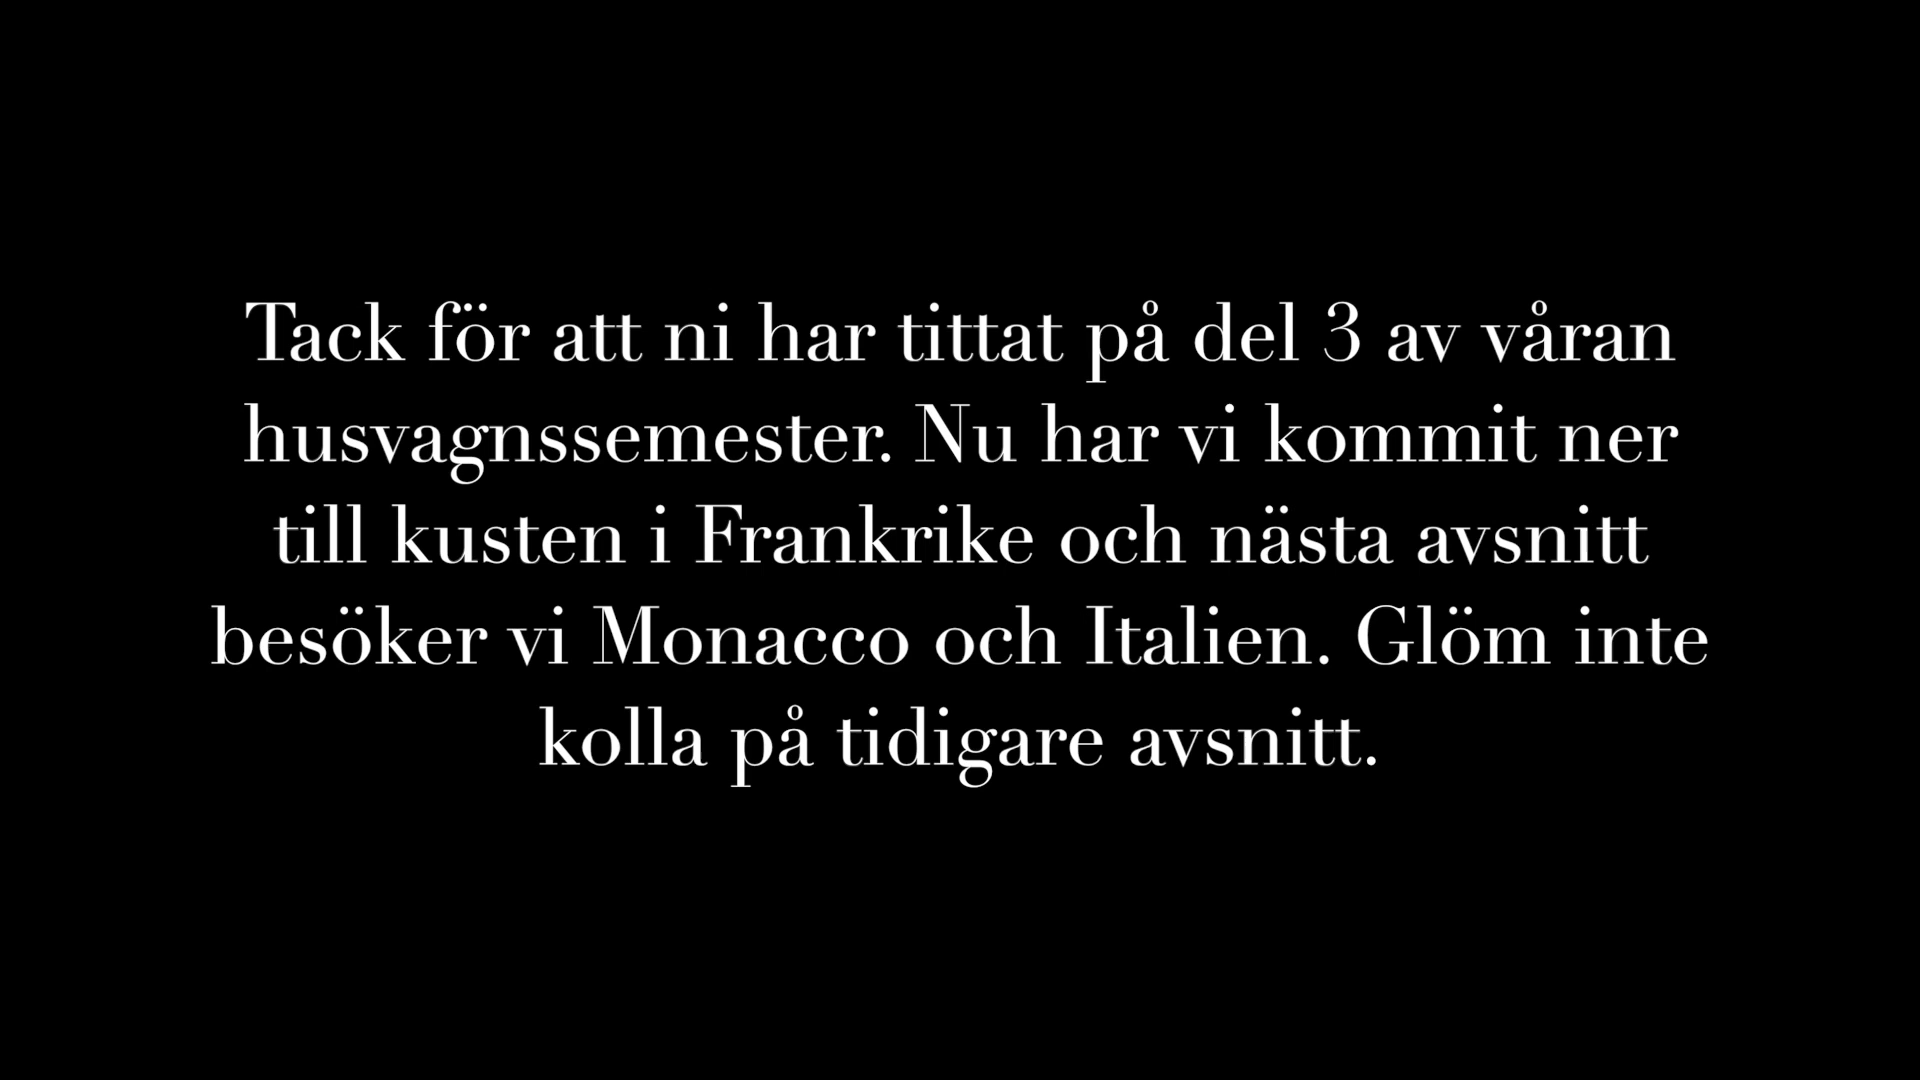 Tack för att ni har tittat på del 3 av våran
husvagnssemester. Nu har vi kommit ner
till kusten i Frankrike och nästa avsnitt
besöker vi Monacco och Italien. Glöm inte
kolla på tidigare avsnitt.